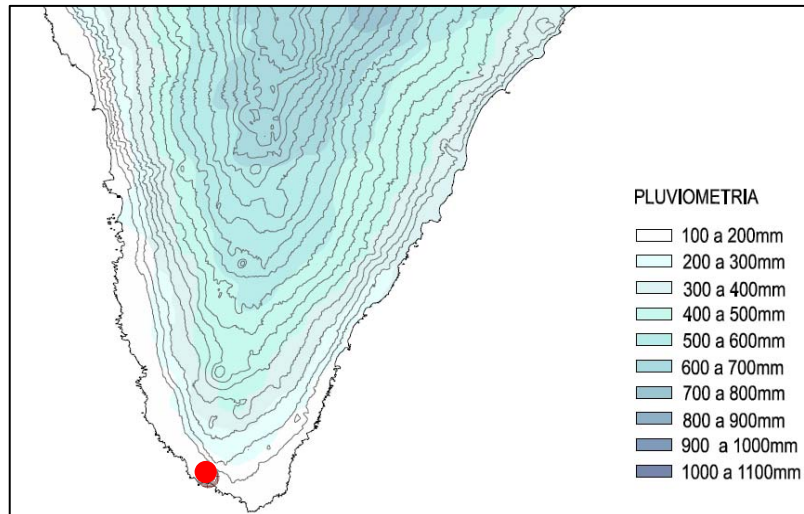 PLUVIOMETRIA
100 a 200mm
200 a 300mm
300 a 400mm
400 a 500mm
500 a 600mm
600 a 700mm
700 a 800mm
800 a 900mm
900 a 1000mm
1000 a 1100mm